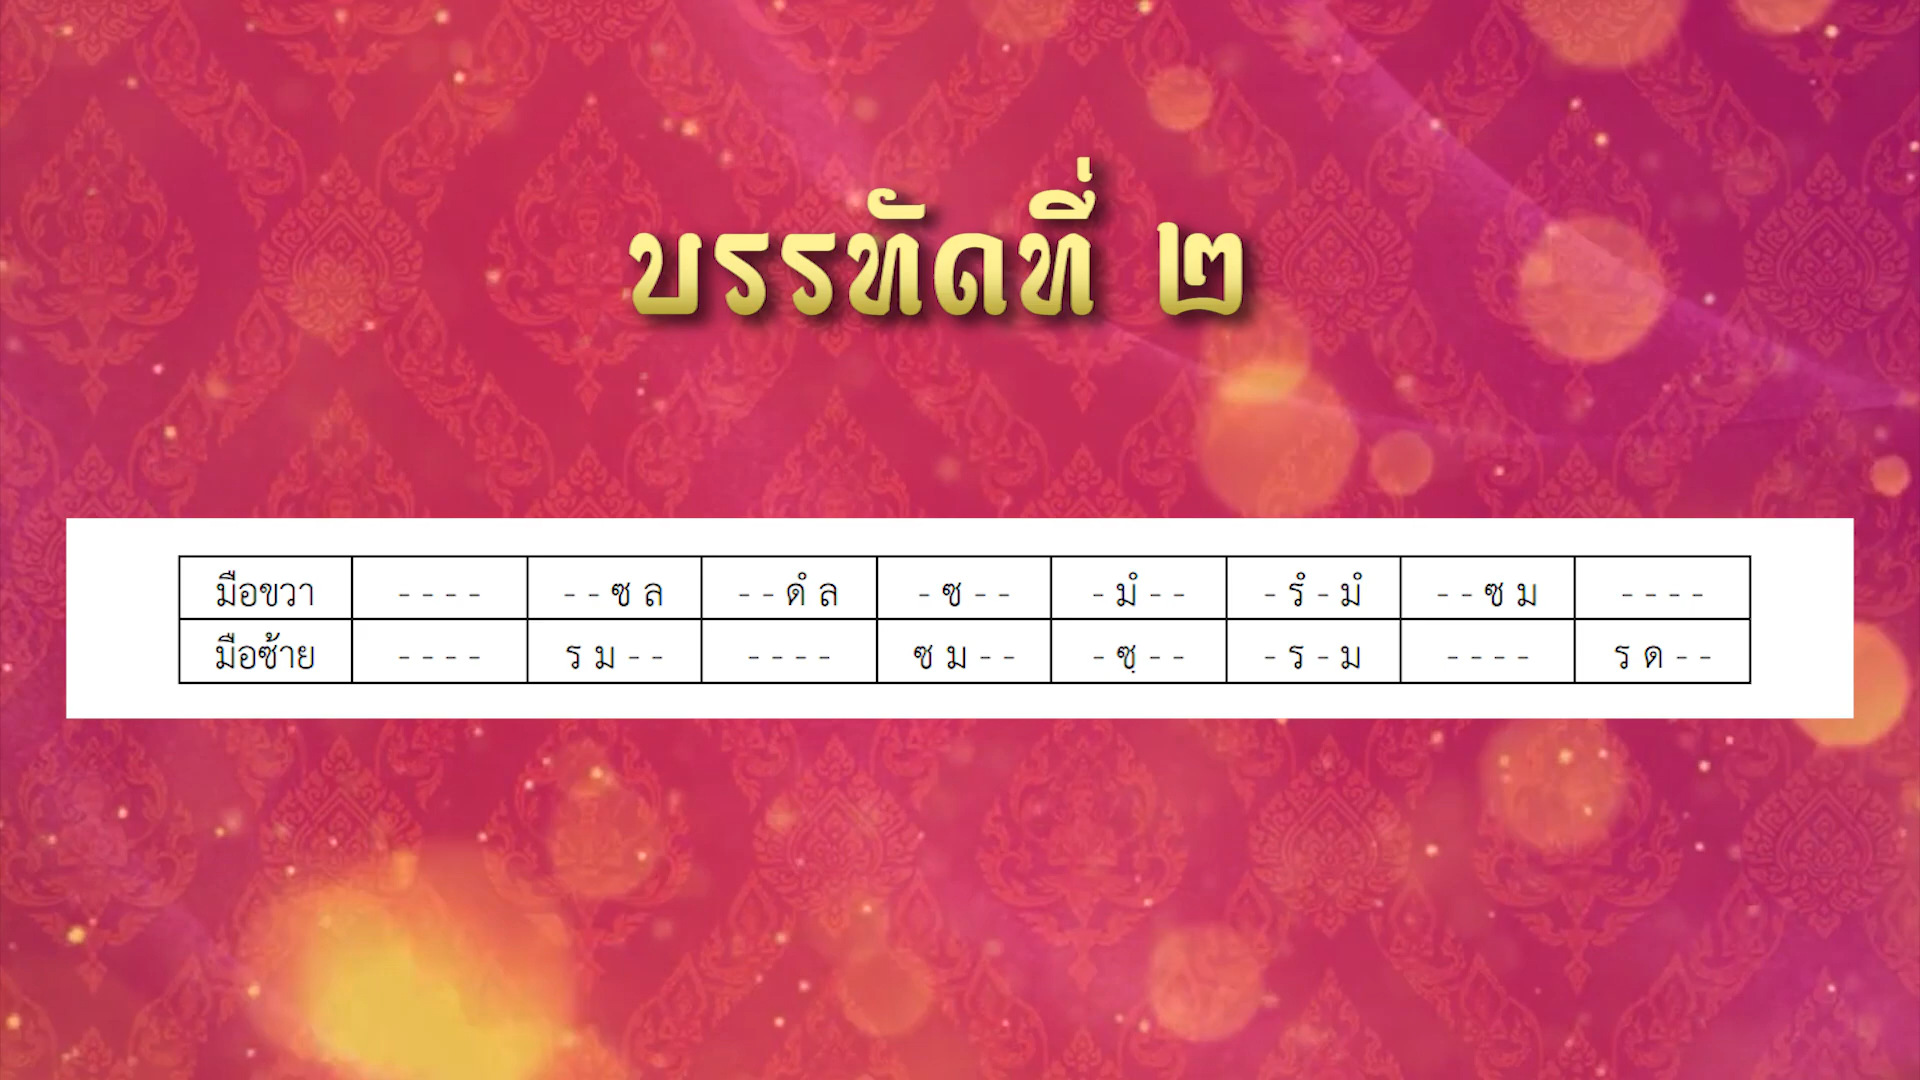 บรรทัดที่ ๒
มือขวา - - - - - - ซ ล - - ดํ ล - ซ - - - มํ - - - รํ - มํ - - ซ ม - - - -
มือซ้าย - - - - ร ม - - - - - - ซ ม - - - ซฺ - - - ร - ม - - - - ร ด - -